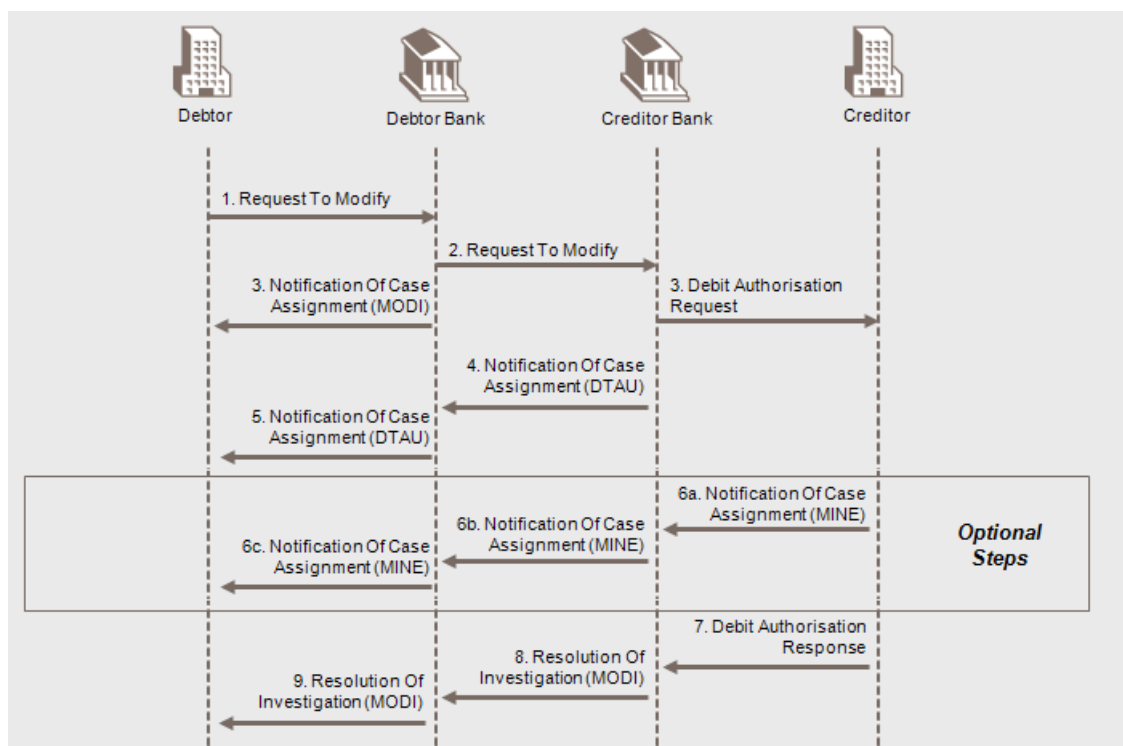 Debtor
Debtor Bank
Creditor Bank
Creditor
1. Request To Modify
2. Request To Modify
3. Notification Of Case
Assignment (MODI)
3. Debit Authorisation
Request
4. Notification Of Case
Assignment (DTAU)
5. Notification Of Case
Assignment (DTAU)
6a. Notification Of Case
Assignment (MINE)
6b. Notification Of Case
Assignment (MINE)
6c. Notification Of Case
Assignment (MINE)
Optional
Steps
7. Debit Authorisation
Response
8. Resolution Of
Investigation (MODI)
9. Resolution Of
Investigation (MODI)